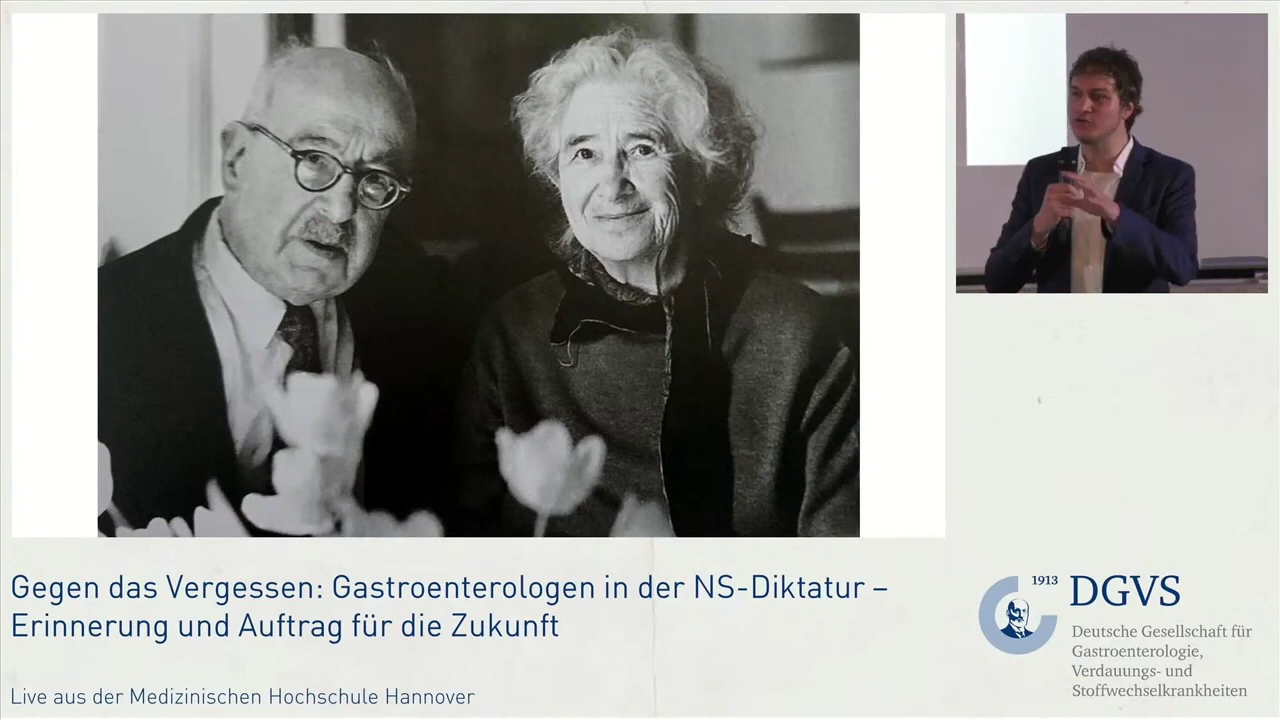 Gegen das Vergessen: Gastroenterologen in der NS-Diktatur –
Erinnerung und Auftrag für die Zukunft
Live aus der Medizinischen Hochschule Hannover
1913 DGVS
Deutsche Gesellschaft für
Gastroenterologie,
Verdauungs- und
Stoffwechselkrankheiten